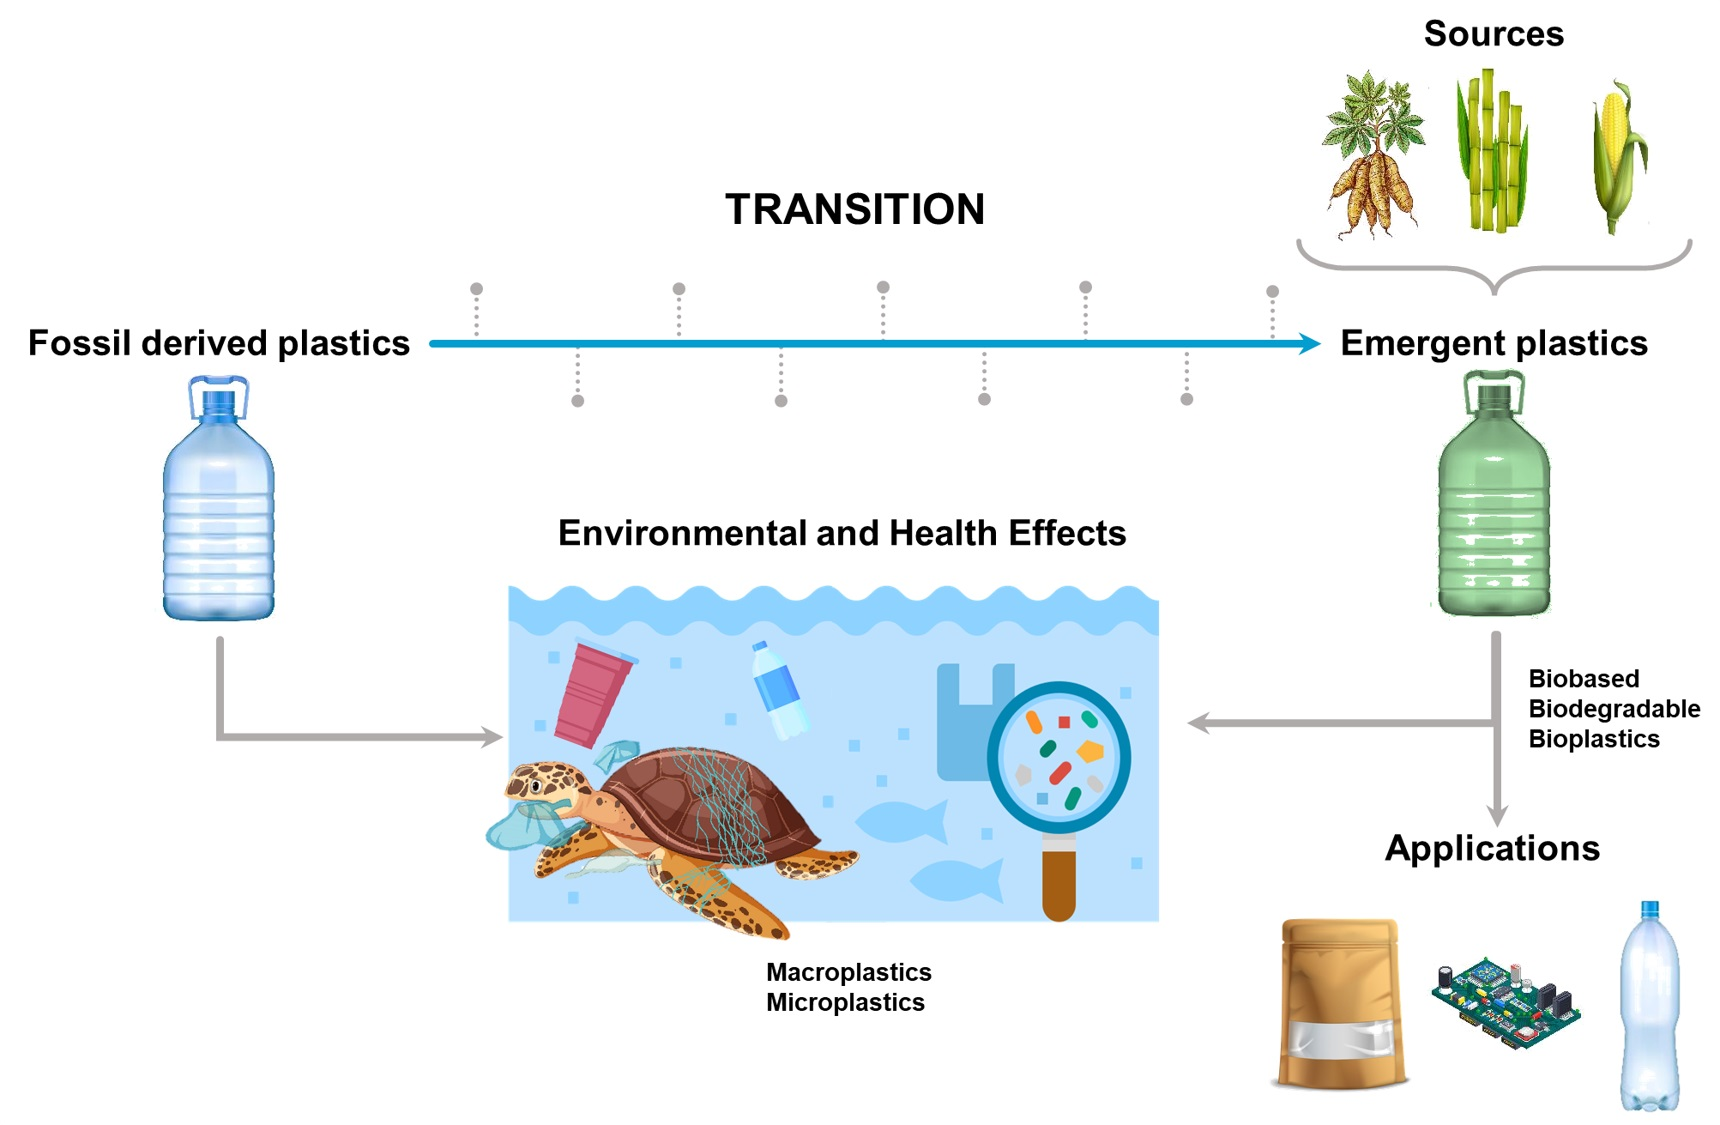 Sources
TRANSITION
Fossil derived plastics
Emergent plastics
Environmental and Health Effects
Biobased
Biodegradable
Bioplastics
Applications
Macroplastics
Microplastics